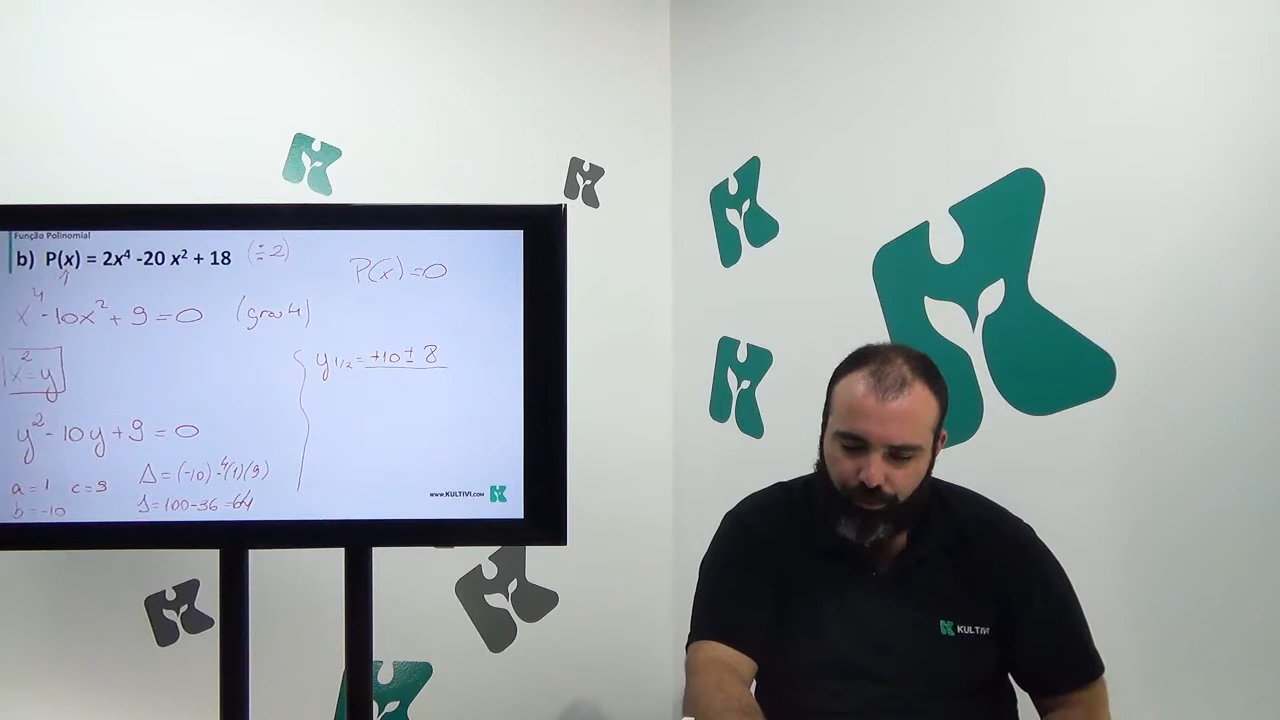 Função Polinomial
b) P(x) = 2x⁴ -20 x² + 18 (÷2)
P(x)=0
x⁴ - 10x² + 9 = 0 (grau 4)
x² = y
y² - 10y + 9 = 0
a = 1 c = 9
b = -10
Δ = (-10)² - 4(1)(9)
Δ = 100 - 36 = 64
y 1/2 = +10 ± 8
www.KULTIVI.com
KULTIVI